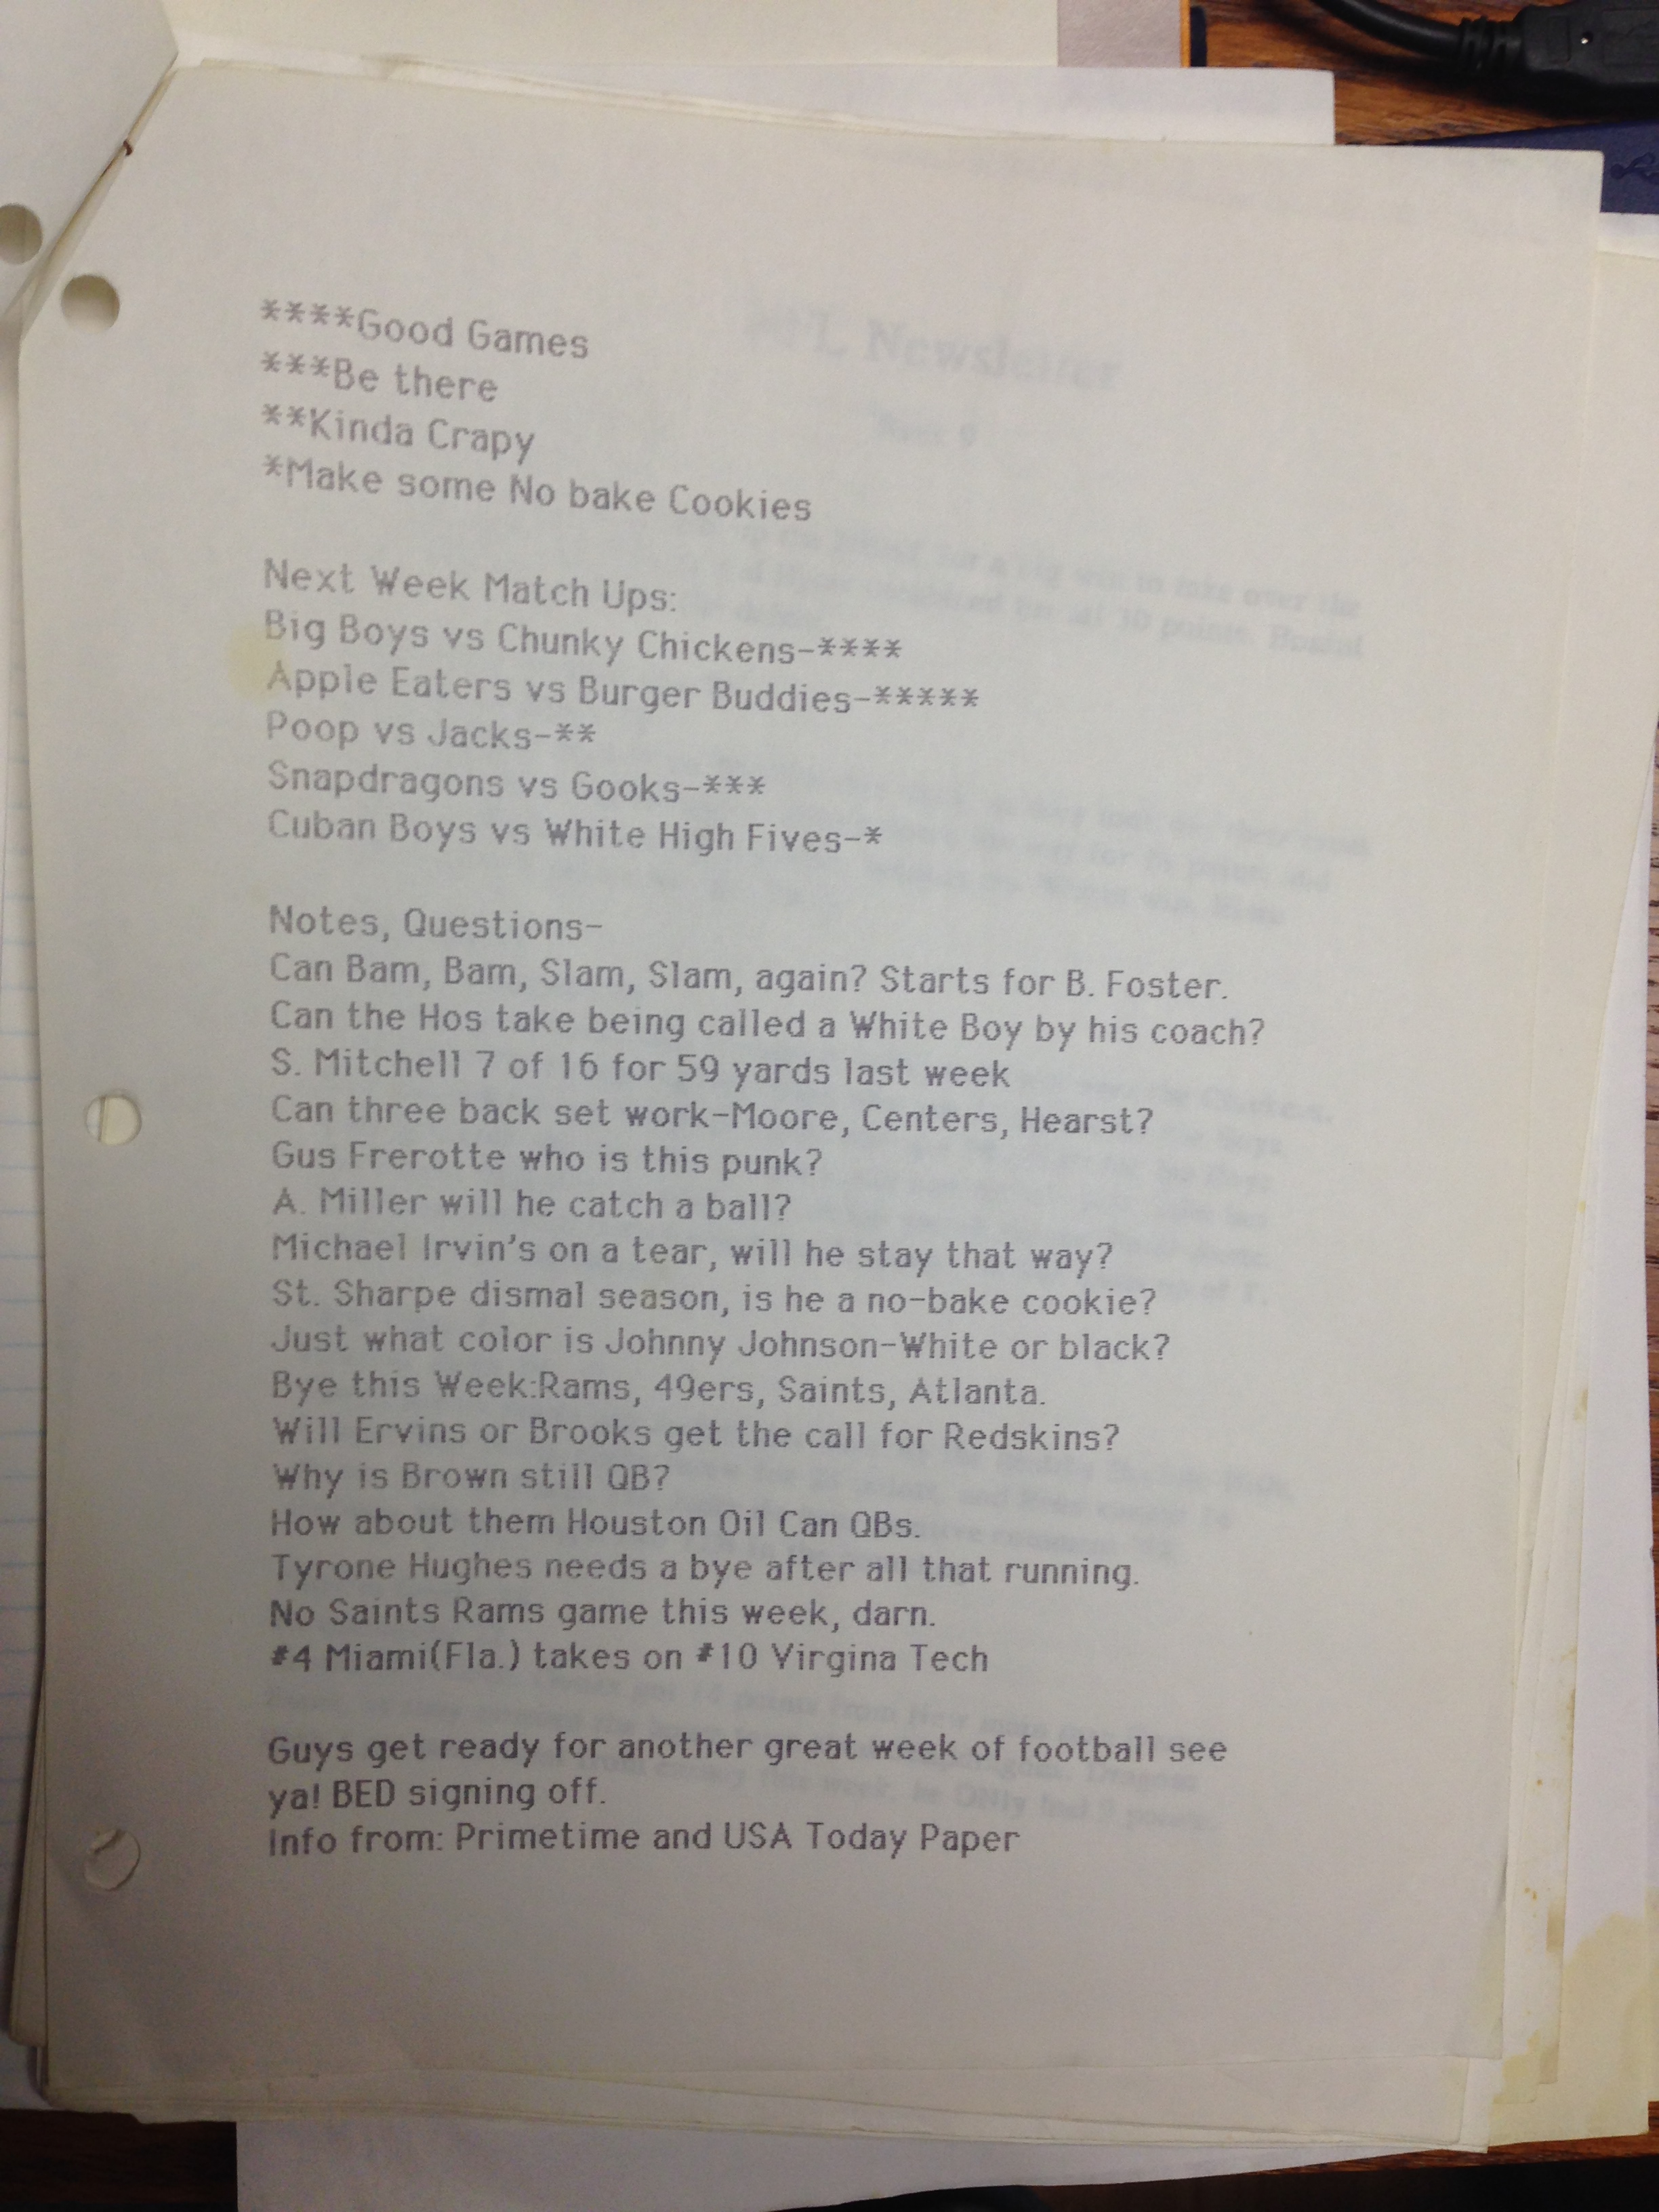 ****Good Games
***Be there
**Kinda Crapy
*Make some No bake Cookies
Next Week Match Ups:
Big Boys vs Chunky Chickens-****
Apple Eaters vs Burger Buddies-*****
Poop vs Jacks-**
Snapdragons vs Gooks-***
Cuban Boys vs White High Fives-*
Notes, Questions-
Can Bam, Bam, Slam, Slam, again? Starts for B. Foster.
Can the Hos take being called a White Boy by his coach?
S. Mitchell 7 of 16 for 59 yards last week
Can three back set work-Moore, Centers, Hearst?
Gus Frerotte who is this punk?
A. Miller will he catch a ball?
Michael Irvin's on a tear, will he stay that way?
St. Sharpe dismal season, is he a no-bake cookie?
Just what color is Johnny Johnson-White or black?
Bye this Week:Rams, 49ers, Saints, Atlanta.
Will Ervins or Brooks get the call for Redskins?
Why is Brown still QB?
How about them Houston Oil Can QBs.
Tyrone Hughes needs a bye after all that running.
No Saints Rams game this week, darn.
#4 Miami(Fla.) takes on #10 Virgina Tech
Guys get ready for another great week of football see
ya! BED signing off.
Info from: Primetime and USA Today Paper